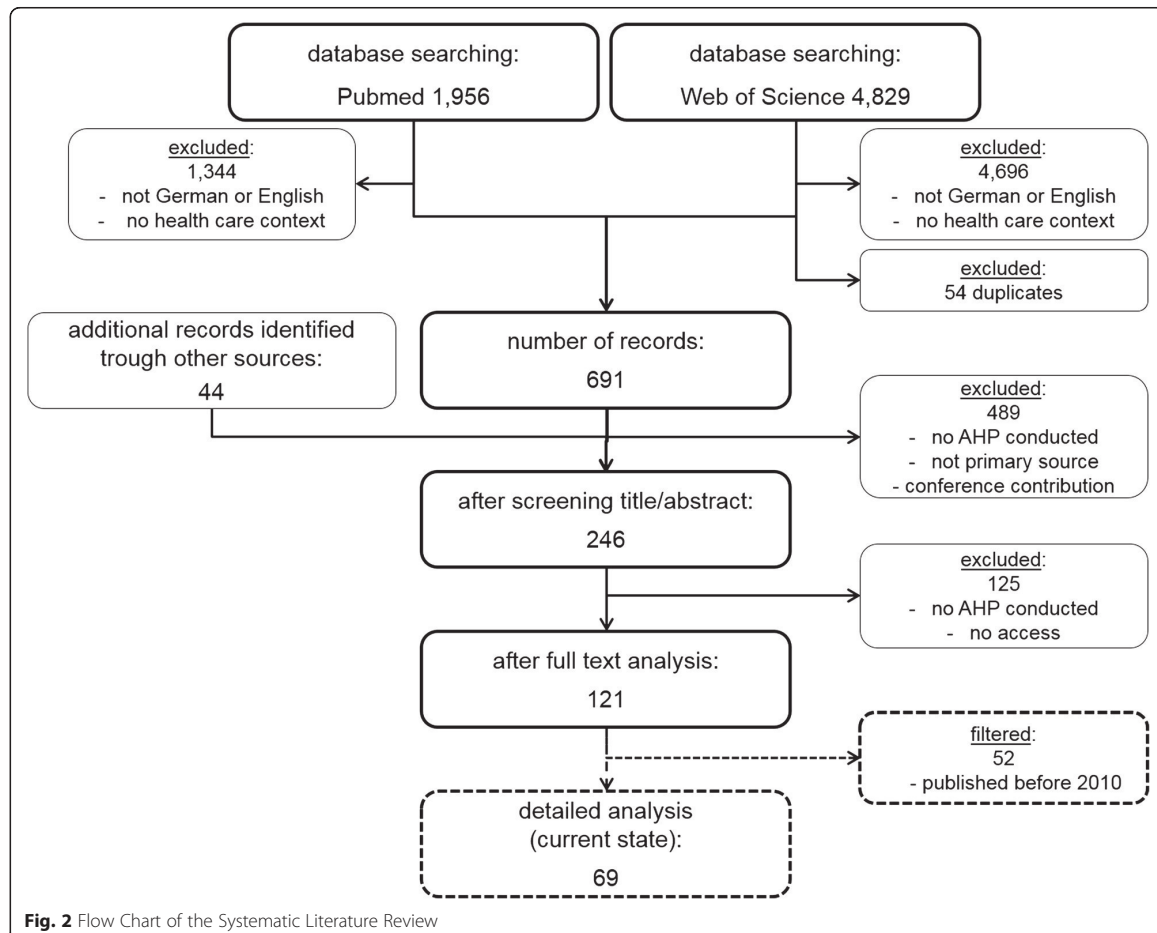 database searching:
Pubmed 1,956
database searching:
Web of Science 4,829
excluded:
1,344
- not German or English
- no health care context
excluded:
4,696
- not German or English
- no health care context
excluded:
54 duplicates
additional records identified
trough other sources:
44
number of records:
691
excluded:
489
- no AHP conducted
- not primary source
- conference contribution
after screening title/abstract:
246
excluded:
125
- no AHP conducted
- no access
after full text analysis:
121
filtered:
52
- published before 2010
detailed analysis
(current state):
69
Fig. 2 Flow Chart of the Systematic Literature Review